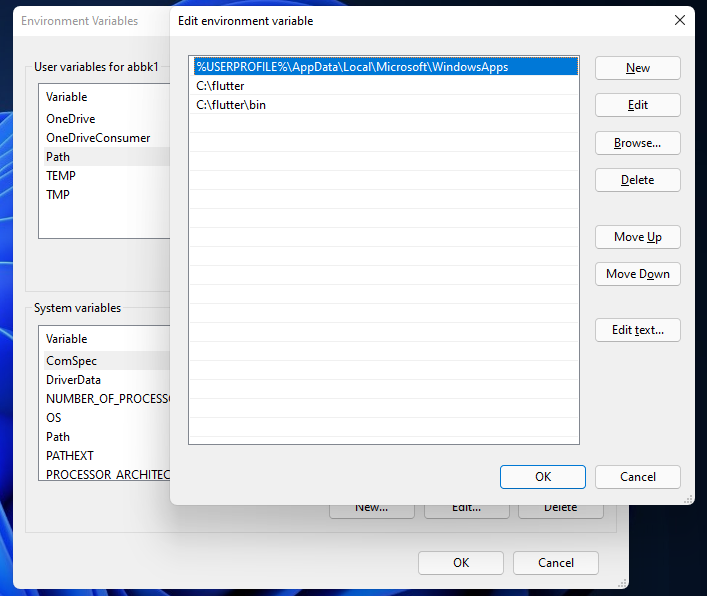 Environment Variables
Edit environment variable
User variables for abbk1
Variable
OneDrive
OneDriveConsumer
Path
TEMP
TMP
%USERPROFILE%\AppData\Local\Microsoft\WindowsApps
C:\flutter
C:\flutter\bin
New
Edit
Browse...
Delete
Move Up
Move Down
Edit text...
System variables
Variable
ComSpec
DriverData
NUMBER_OF_PROCESSO
OS
Path
PATHEXT
PROCESSOR_ARCHITEC
OK
Cancel
New...
Edit...
Delete
OK
Cancel